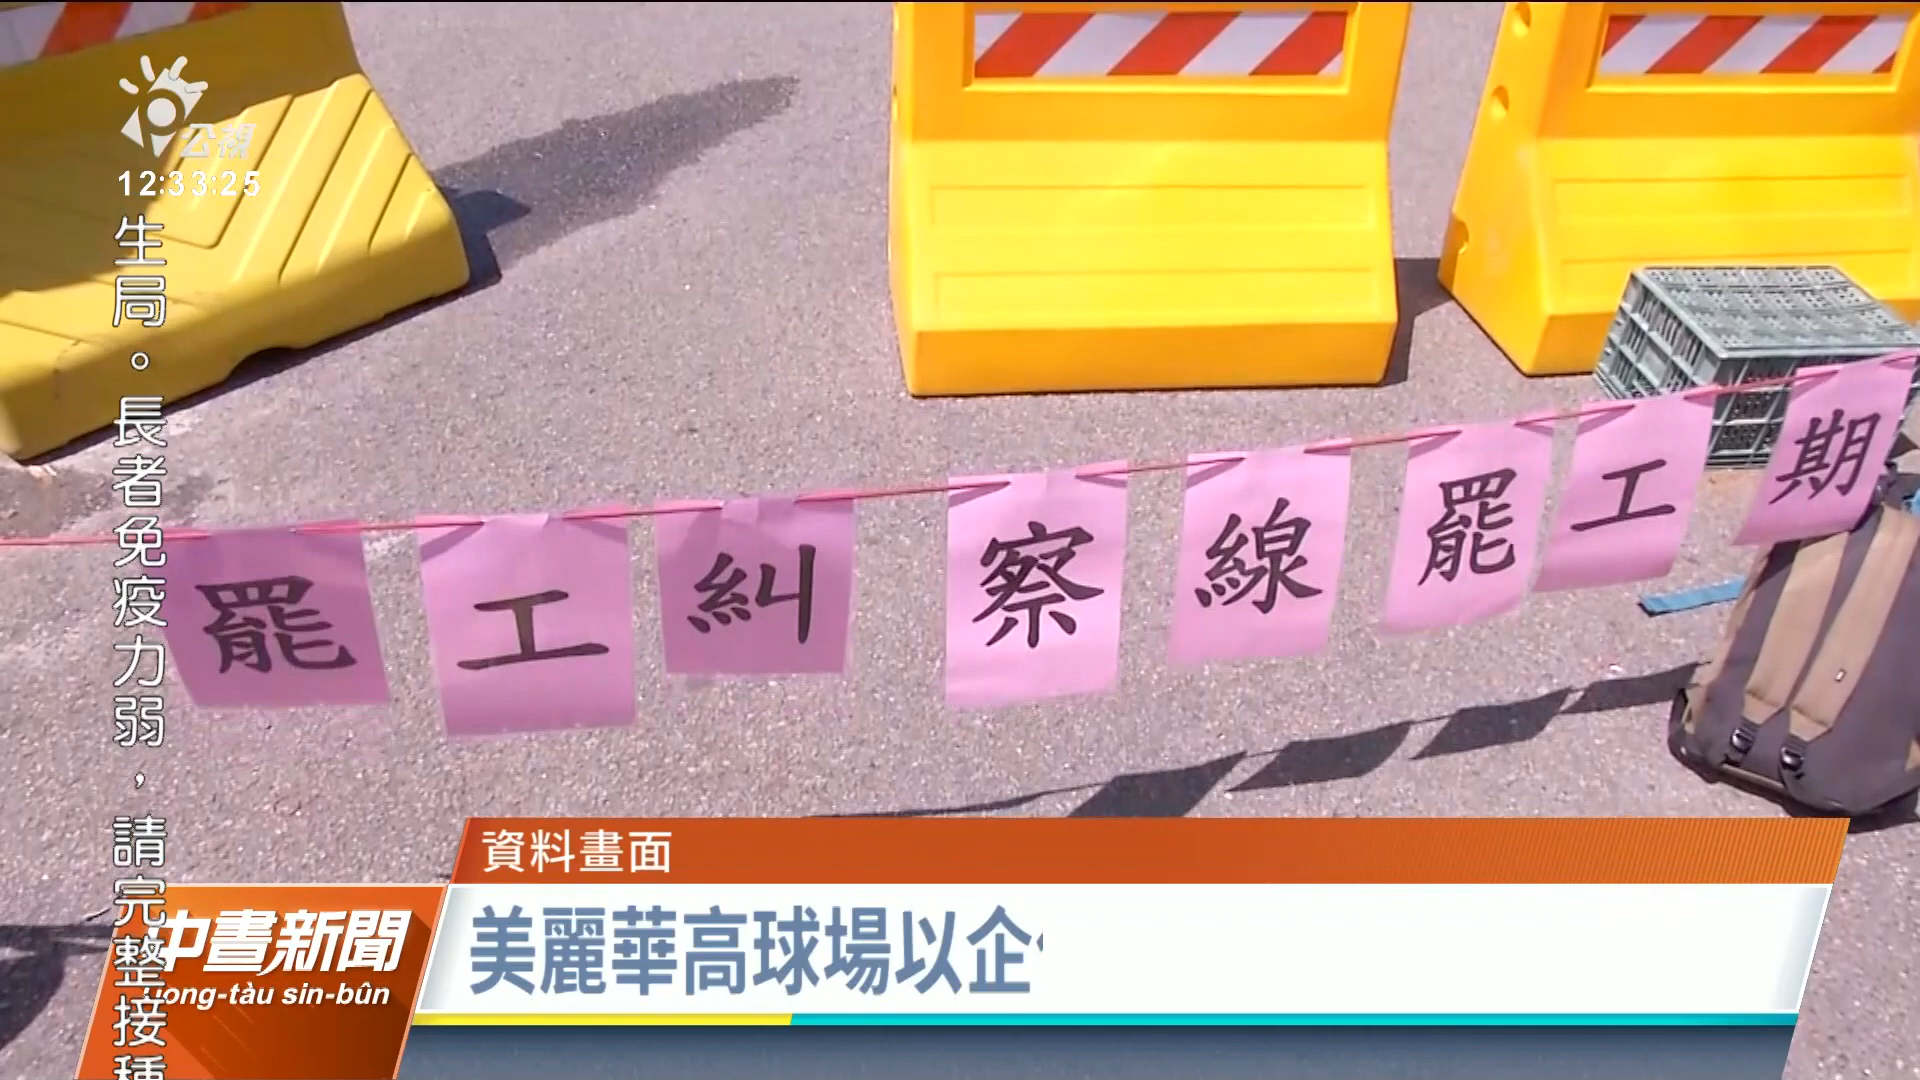 公視
12:33:25
生局。長者免疫力弱，請完整接種
罷工糾察線罷工期
資料畫面
美麗華高球場以企
中晝新聞
ong-tàu sin-bûn